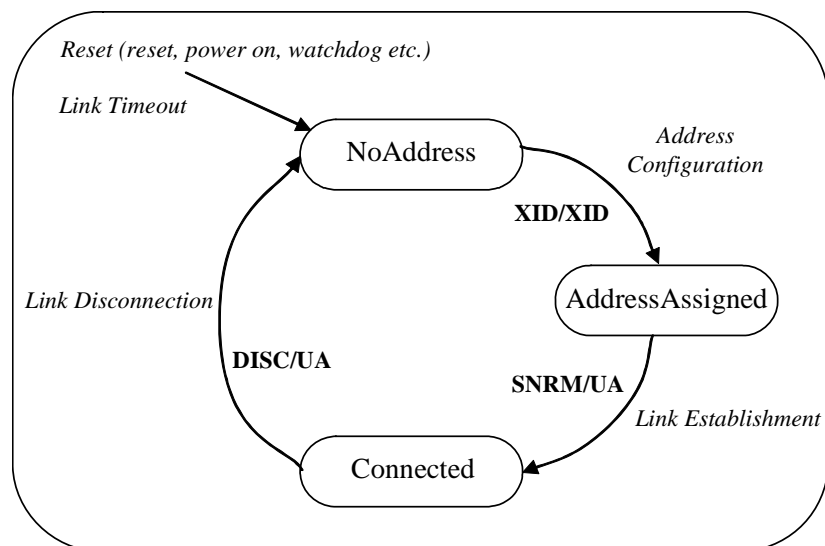 Reset (reset, power on, watchdog etc.)
Link Timeout
NoAddress
Address
Configuration
XID/XID
AddressAssigned
Link Disconnection
DISC/UA
SNRM/UA
Link Establishment
Connected